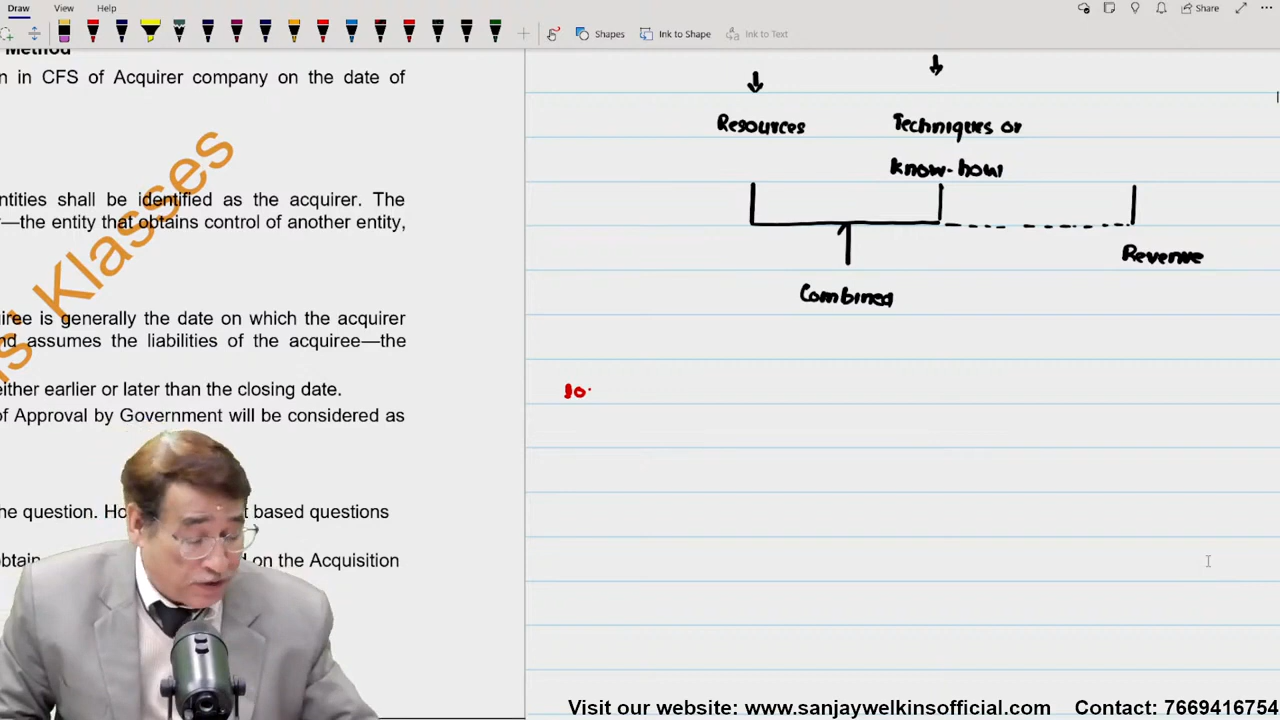 Draw View Help
Share
Shapes Ink to Shape Ink to Text
Method
n in CFS of Acquirer company on the date of
ntities shall be identified as the acquirer. The
—the entity that obtains control of another entity,
Klasses
iree is generally the date on which the acquirer
nd assumes the liabilities of the acquiree—the
either earlier or later than the closing date.
of Approval by Government will be considered as
he question. Ho t based questions
obtain d on the Acquisition
Resources Techniques or
know-how
Revenue
Combined
Visit our website: www.sanjaywelkinsofficial.com Contact: 7669416754